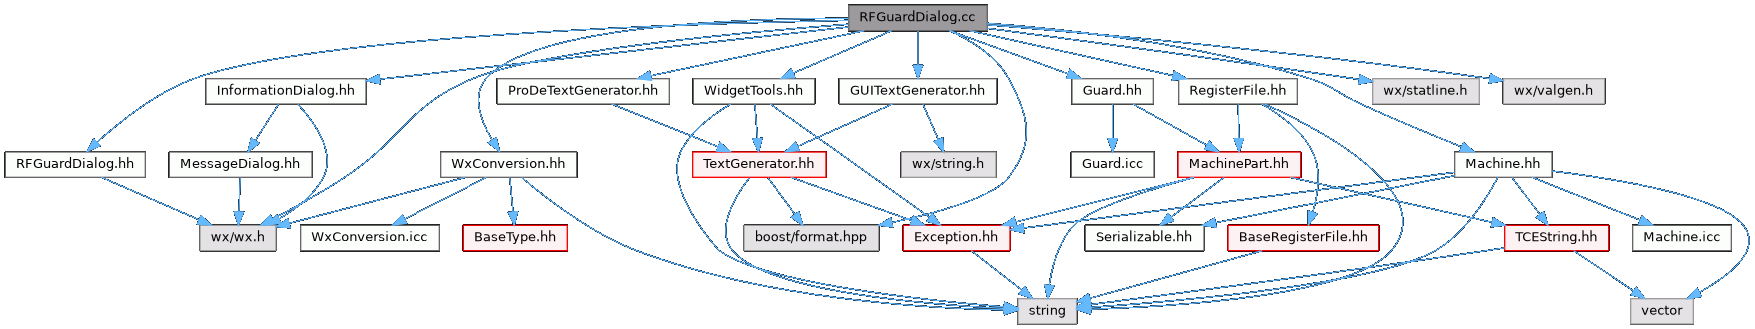 RFGuardDialog.cc
InformationDialog.hh
ProDeTextGenerator.hh
WidgetTools.hh
GUITextGenerator.hh
Guard.hh
RegisterFile.hh
wx/statline.h
wx/valgen.h
RFGuardDialog.hh
MessageDialog.hh
WxConversion.hh
TextGenerator.hh
wx/string.h
Guard.icc
MachinePart.hh
Machine.hh
wx/wx.h
WxConversion.icc
BaseType.hh
boost/format.hpp
Exception.hh
Serializable.hh
BaseRegisterFile.hh
TCEString.hh
Machine.icc
string
vector